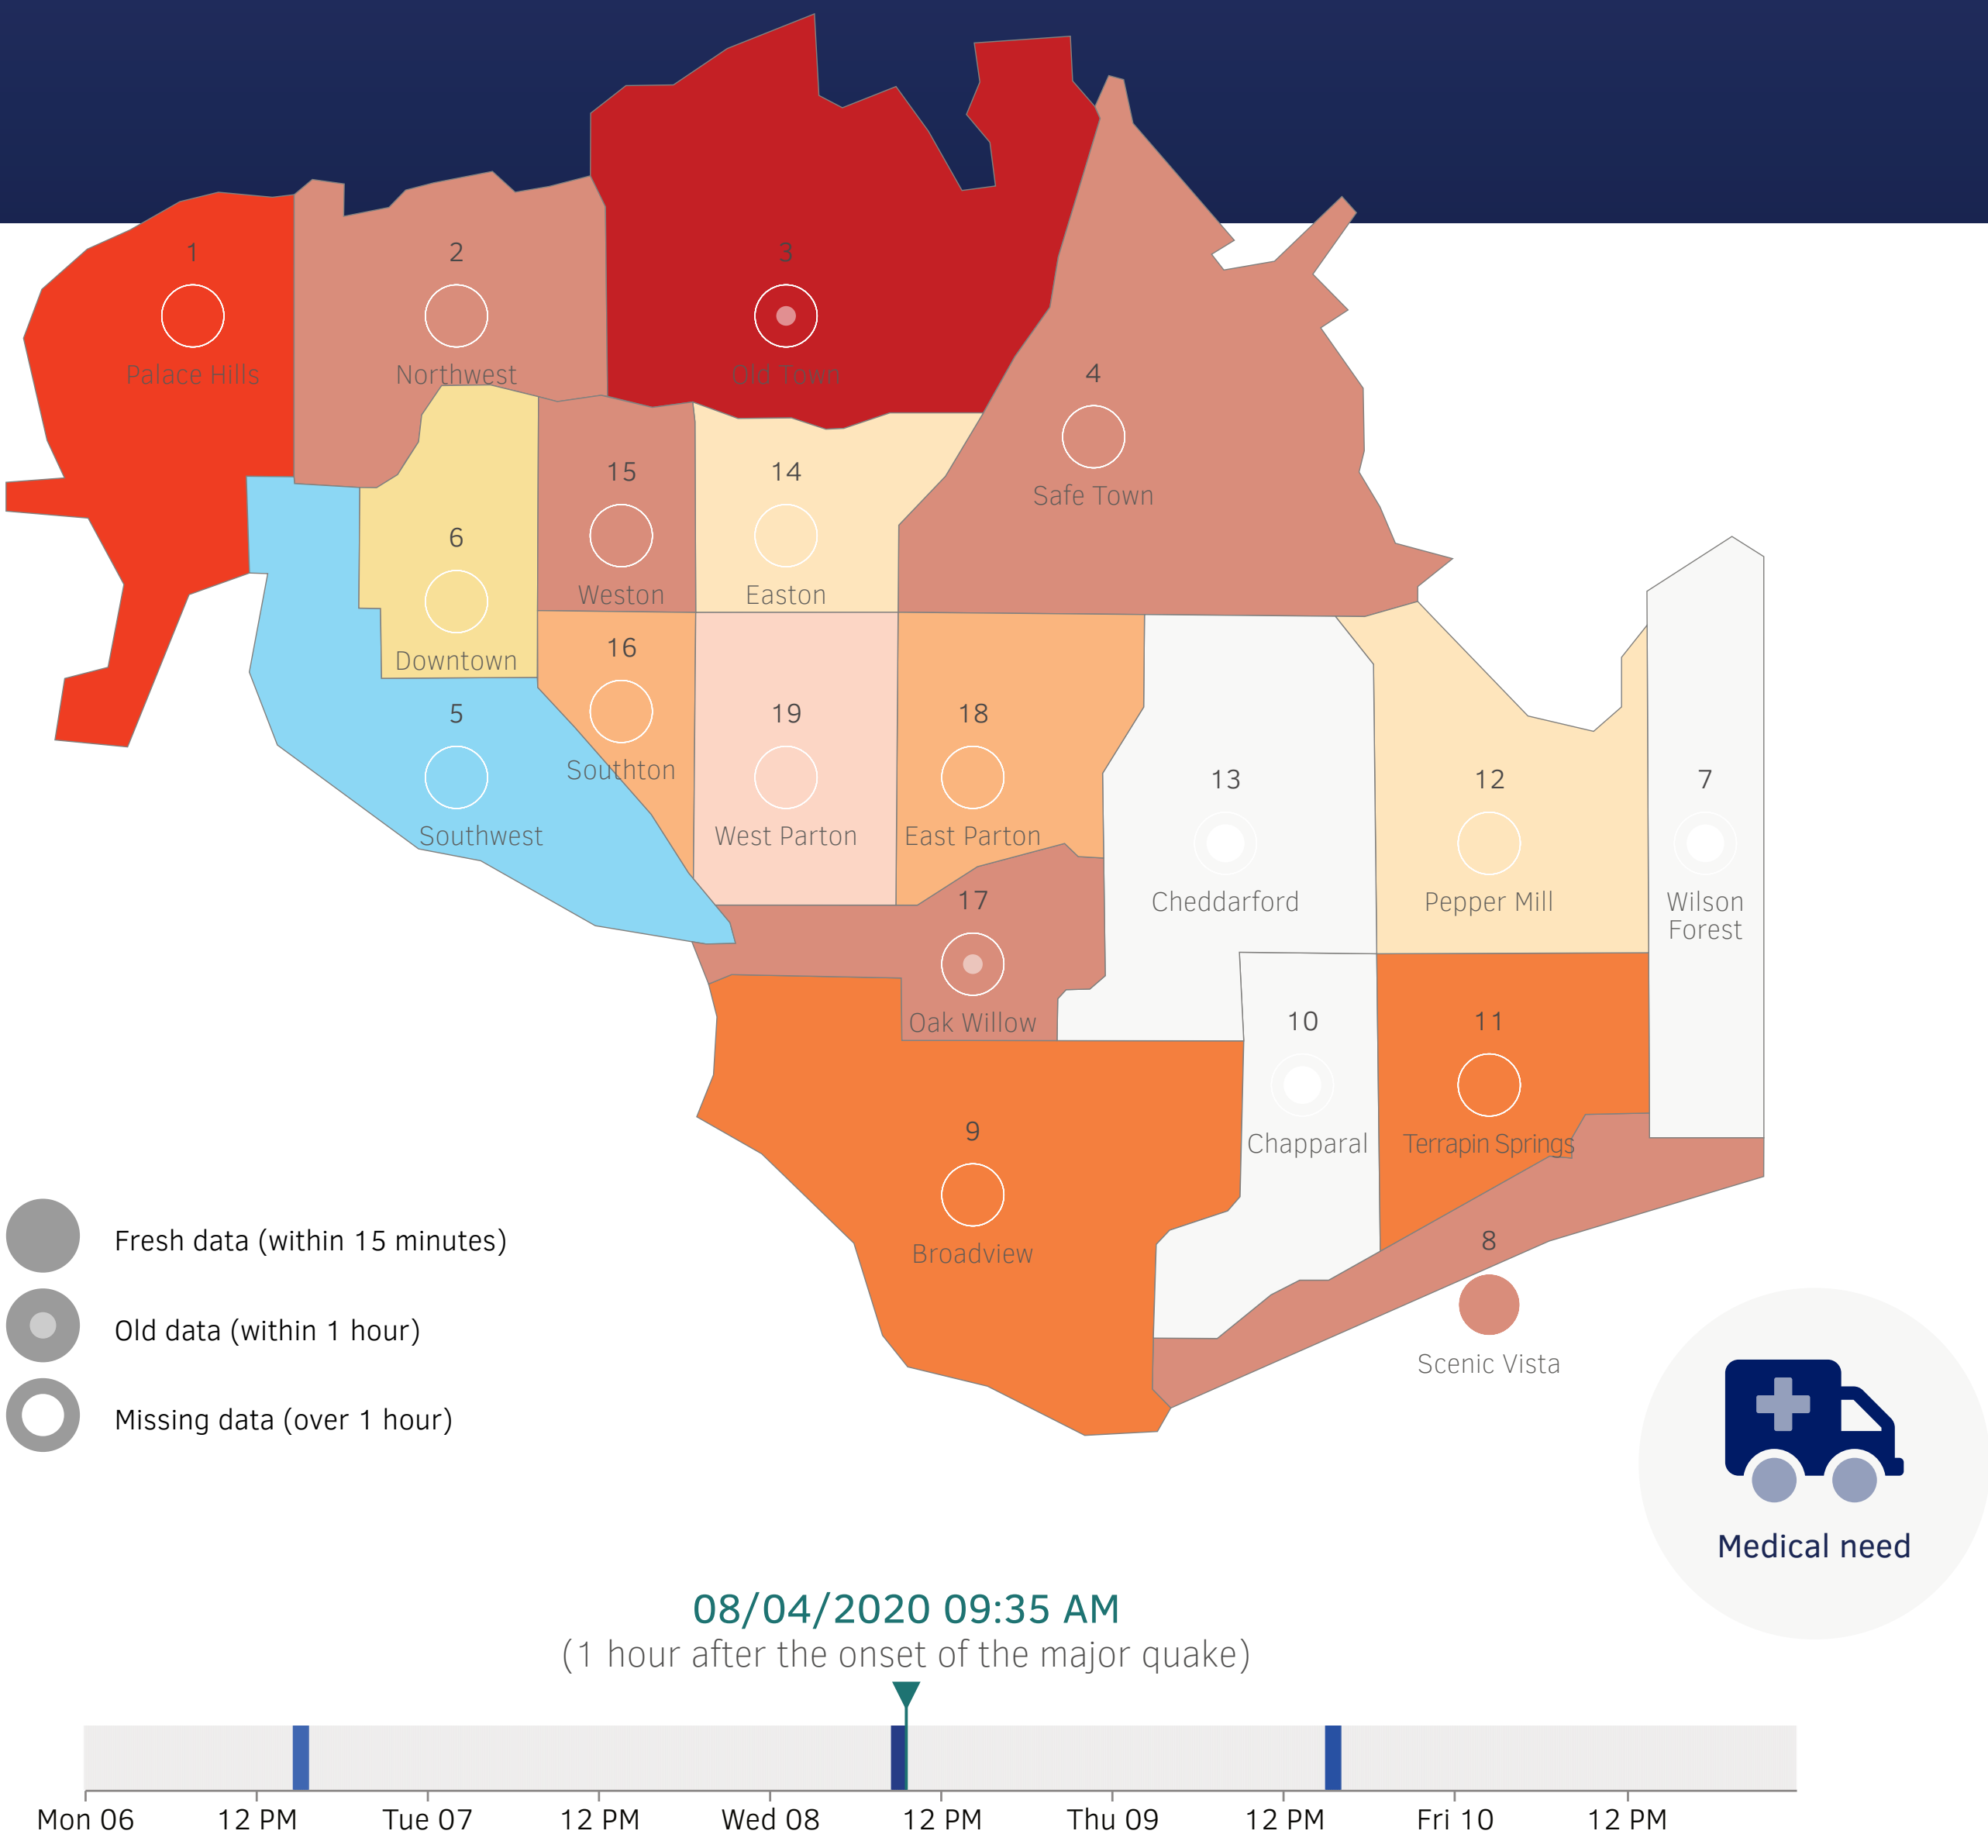 1
Palace Hills
2
Northwest
3
Old Town
4
Safe Town
15
Weston
14
Easton
6
Downtown
16
Southton
5
Southwest
19
West Parton
18
East Parton
13
Cheddarford
12
Pepper Mill
7
Wilson
Forest
17
Oak Willow
10
Chapparal
11
Terrapin Springs
9
Broadview
8
Scenic Vista
Fresh data (within 15 minutes)
Old data (within 1 hour)
Missing data (over 1 hour)
Medical need
08/04/2020 09:35 AM
(1 hour after the onset of the major quake)
Mon 06 12 PM Tue 07 12 PM Wed 08 12 PM Thu 09 12 PM Fri 10 12 PM